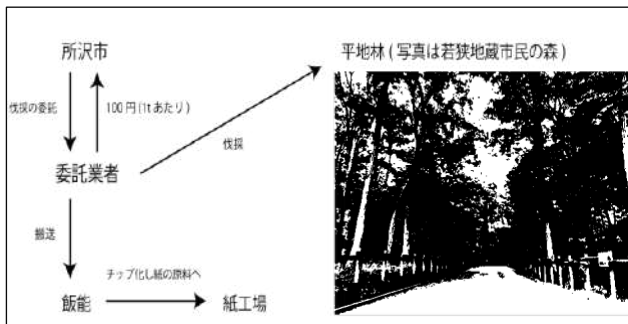 所沢市
平地林(写真は若狭地蔵市民の森)
伐採の委託
100円(1tあたり)
伐採
委託業者
搬送
チップ化し紙の原料へ
飯能
紙工場